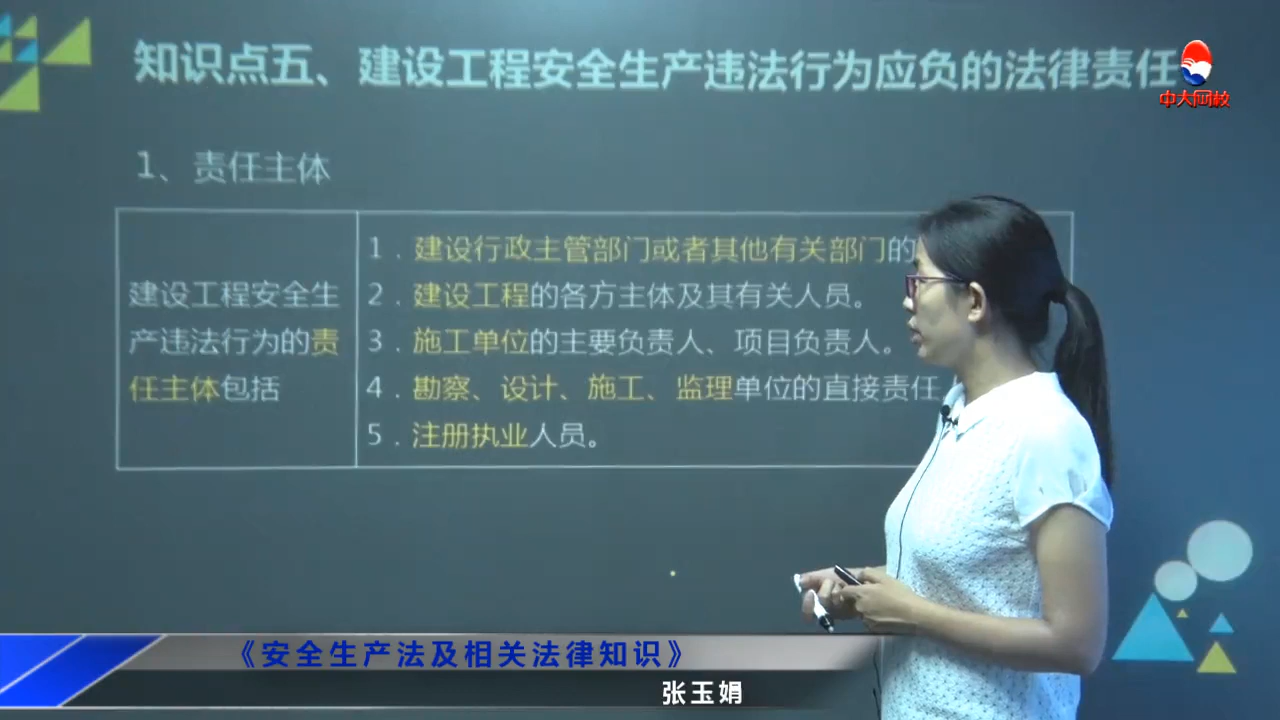 知识点五、建设工程安全生产违法行为应负的法律责任
中大网校
1、责任主体
建设工程安全生
产违法行为的责
任主体包括
1．建设行政主管部门或者其他有关部门的
2．建设工程的各方主体及其有关人员。
3．施工单位的主要负责人、项目负责人。
4．勘察、设计、施工、监理单位的直接责任
5．注册执业人员。
《安全生产法及相关法律知识》
张玉娟